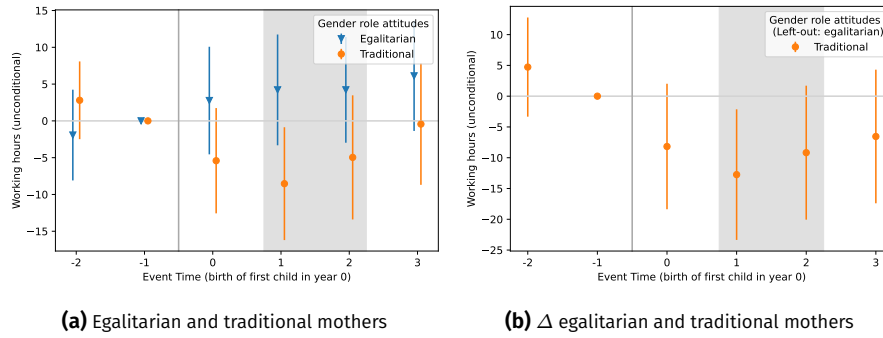 Gender role attitudes
Egalitarian
Traditional
15
10
5
0
−5
−10
−15
Working hours (unconditional)
-2
-1
0
1
2
3
Event Time (birth of first child in year 0)
(a) Egalitarian and traditional mothers
Gender role attitudes
(Left-out: egalitarian)
Traditional
10
5
0
−5
−10
−15
−20
−25
Working hours (unconditional)
-2
-1
0
1
2
3
Event Time (birth of first child in year 0)
(b) Δ egalitarian and traditional mothers